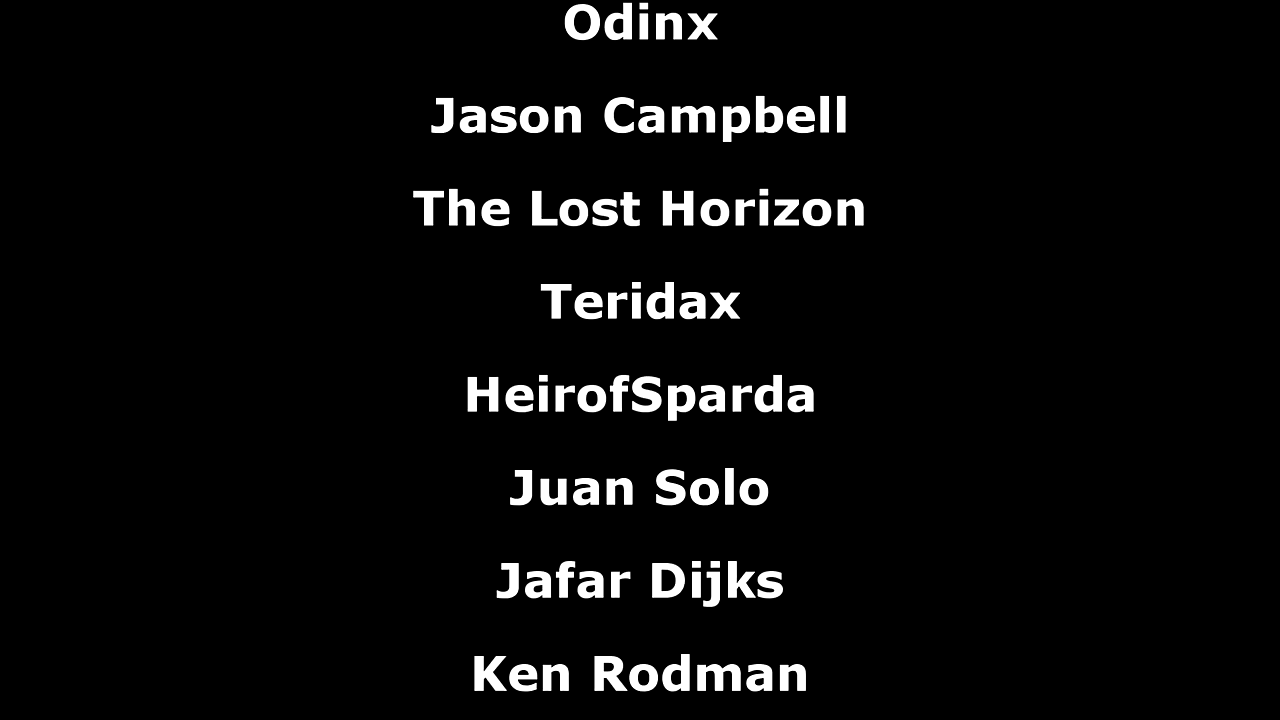 Odinx
Jason Campbell
The Lost Horizon
Teridax
HeirofSparda
Juan Solo
Jafar Dijks
Ken Rodman